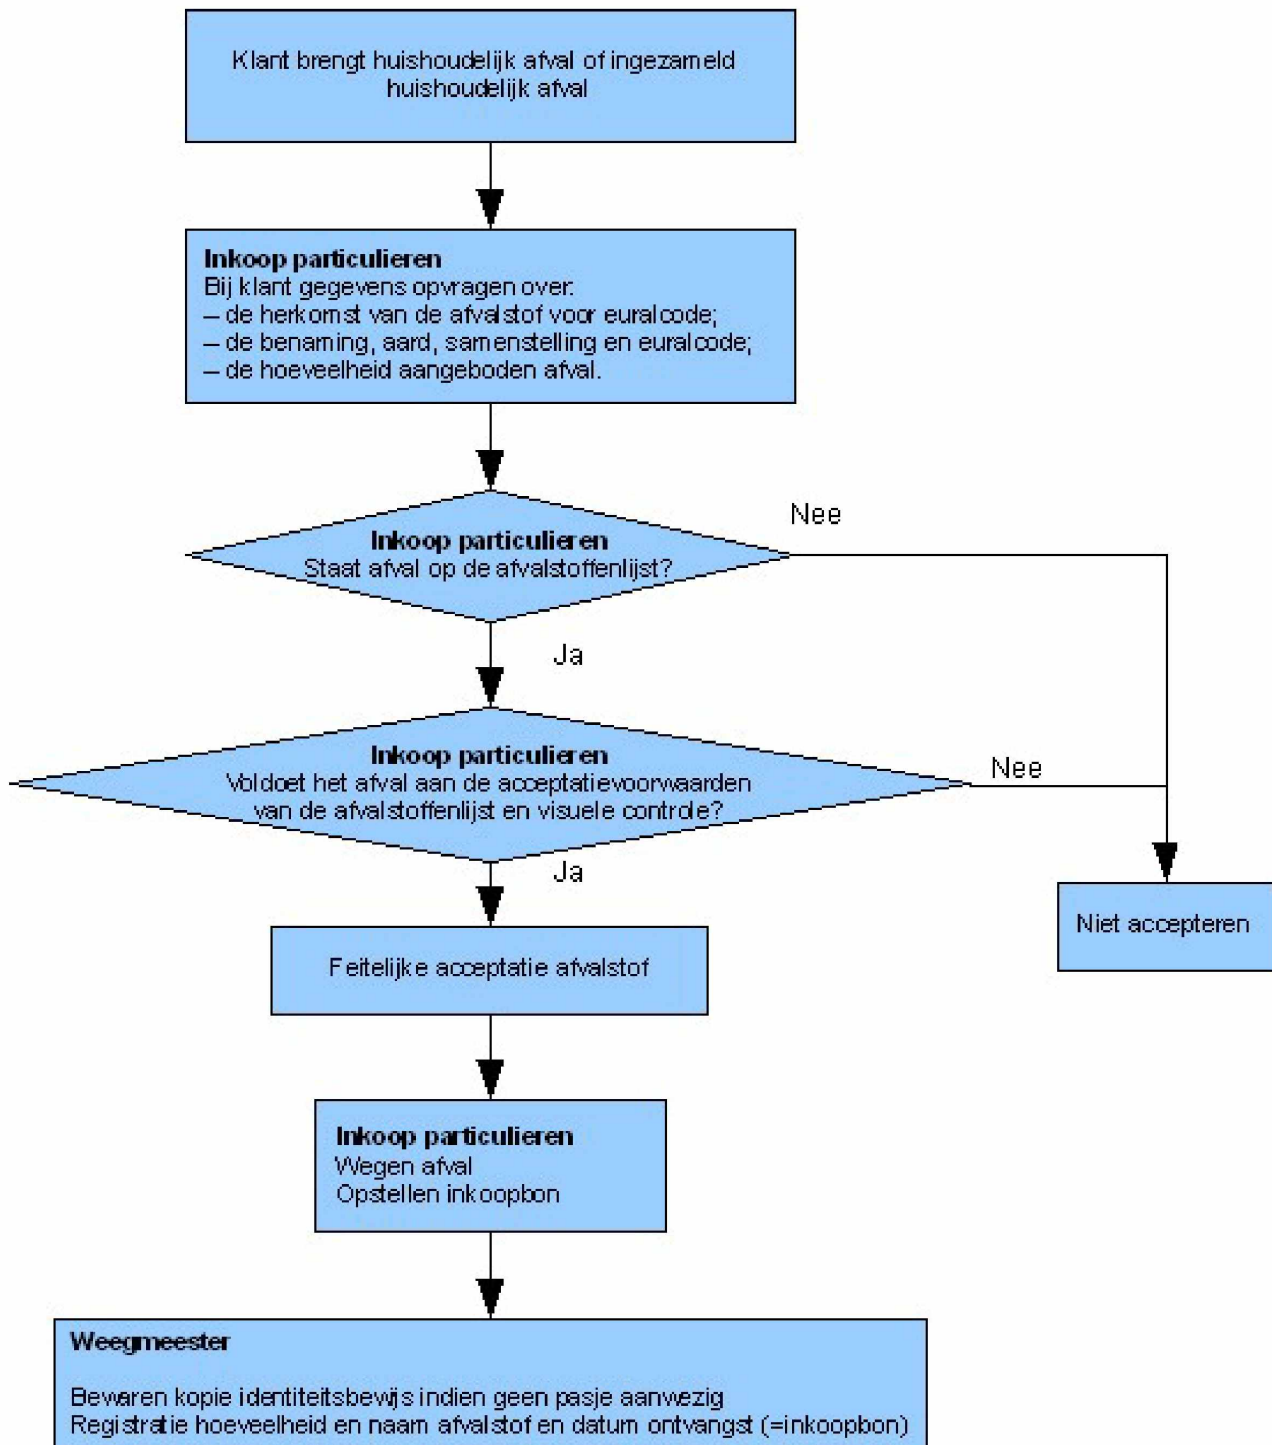 Klant brengt huishoudelijk afval of ingezameld
huishoudelijk afval
Inkoop particulieren
Bij klant gegevens opvragen over:
– de herkomst van de afvalstof voor euralcode;
– de benaming, aard, samenstelling en euralcode;
– de hoeveelheid aangeboden afval.
Nee
Inkoop particulieren
Staat afval op de afvalstoffenlijst?
Ja
Inkoop particulieren
Voldoet het afval aan de acceptatievoorwaarden
van de afvalstoffenlijst en visuele controle?
Nee
Ja
Niet accepteren
Feitelijke acceptatie afvalstof
Inkoop particulieren
Wegen afval
Opstellen inkoopbon
Weegmeester
Bewaren kopie identiteitsbewijs indien geen pasje aanwezig
Registratie hoeveelheid en naam afvalstof en datum ontvangst (=inkoopbon)